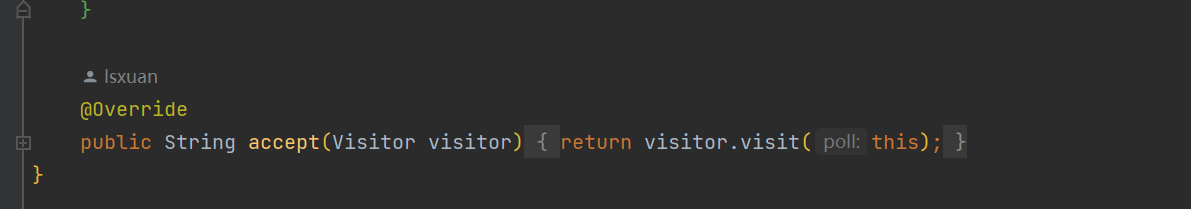 }
lsxuan
@Override
public String accept(Visitor visitor) { return visitor.visit( poll: this); }
}